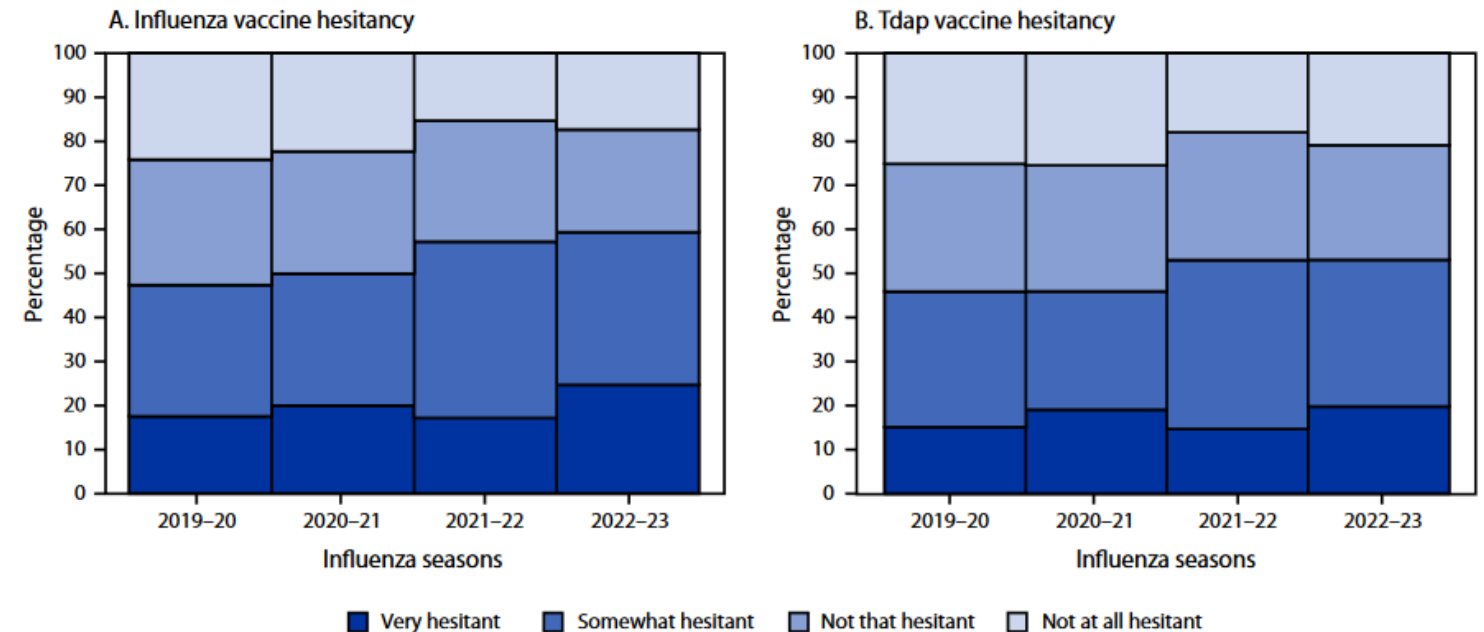 A. Influenza vaccine hesitancy
100
90
80
70
60
50
40
30
20
10
0
Percentage
2019–20 2020–21 2021–22 2022–23
Influenza seasons
B. Tdap vaccine hesitancy
100
90
80
70
60
50
40
30
20
10
0
Percentage
2019–20 2020–21 2021–22 2022–23
Influenza seasons
Very hesitant Somewhat hesitant Not that hesitant Not at all hesitant